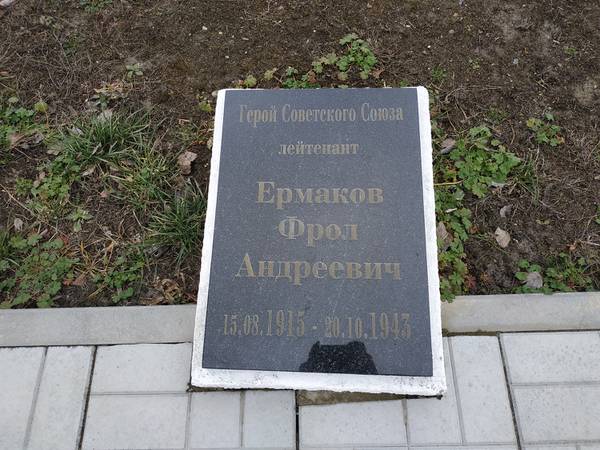 Герой Советского Союза
лейтенант
Ермаков
Фрол
Андреевич
15.08.1915 - 20.10.1943